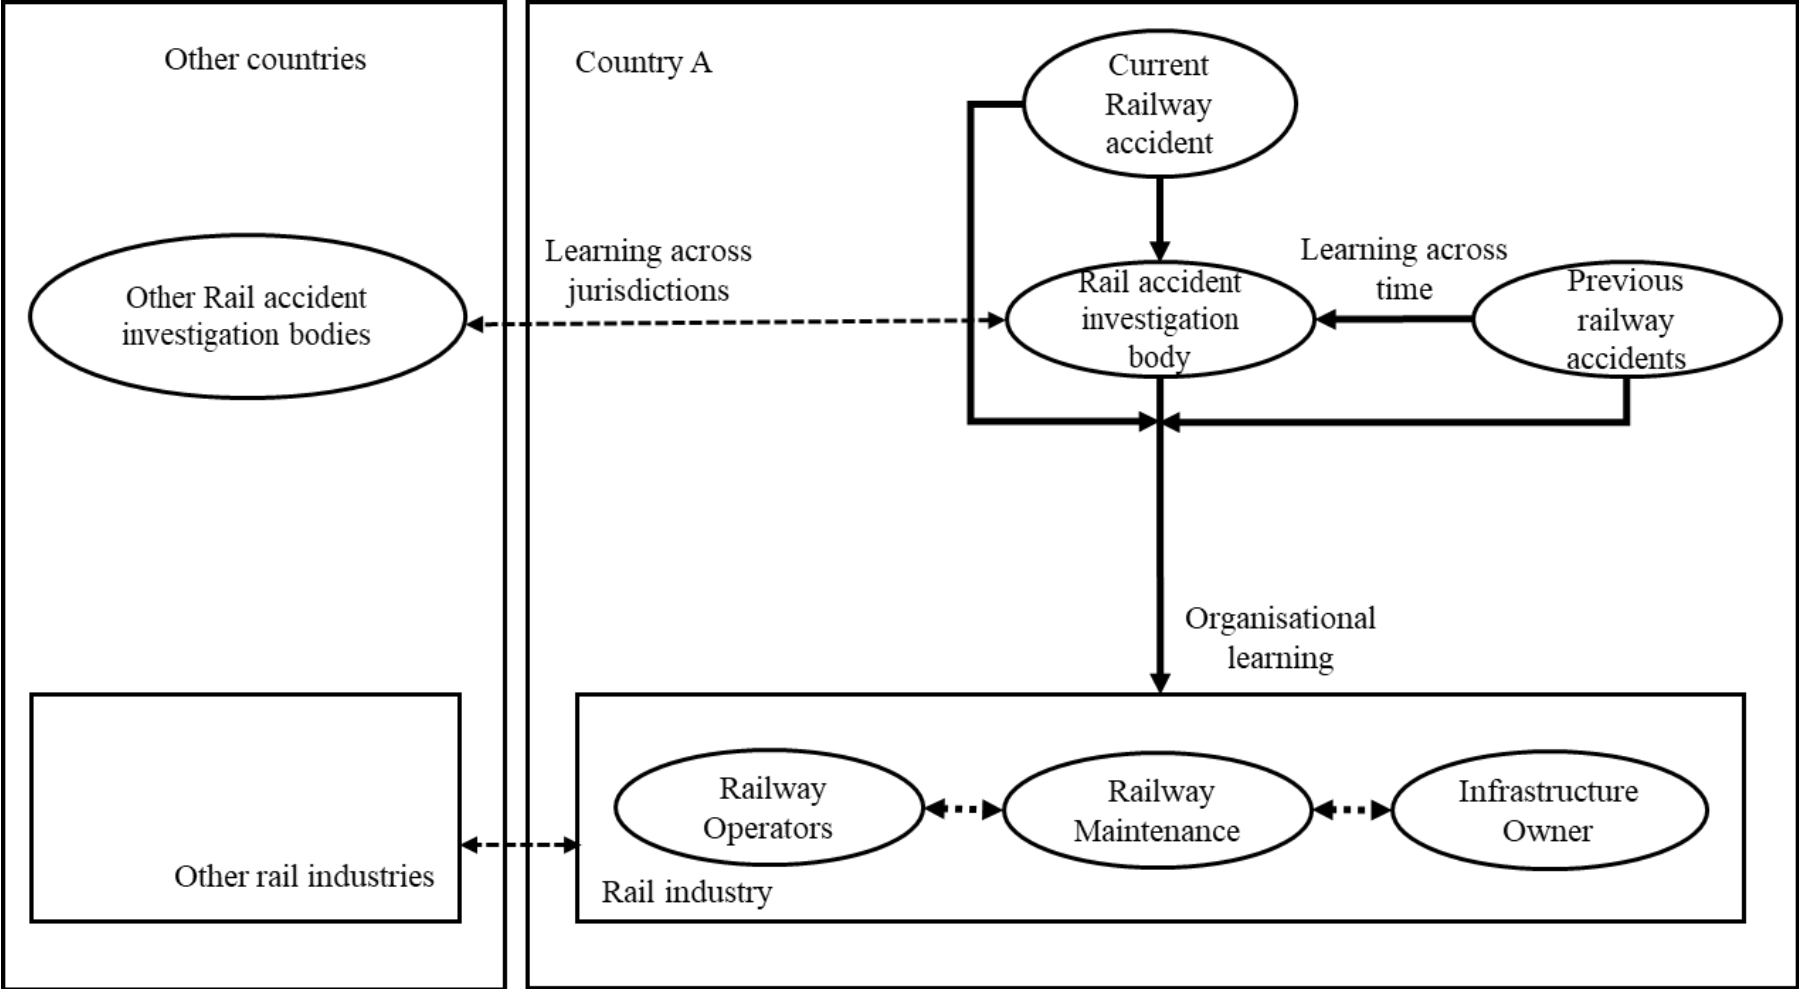 Other countries
Country A
Current
Railway
accident
Learning across
jurisdictions
Learning across
time
Other Rail accident
investigation bodies
Rail accident
investigation
body
Previous
railway
accidents
Organisational
learning
Railway
Operators
Railway
Maintenance
Infrastructure
Owner
Other rail industries
Rail industry